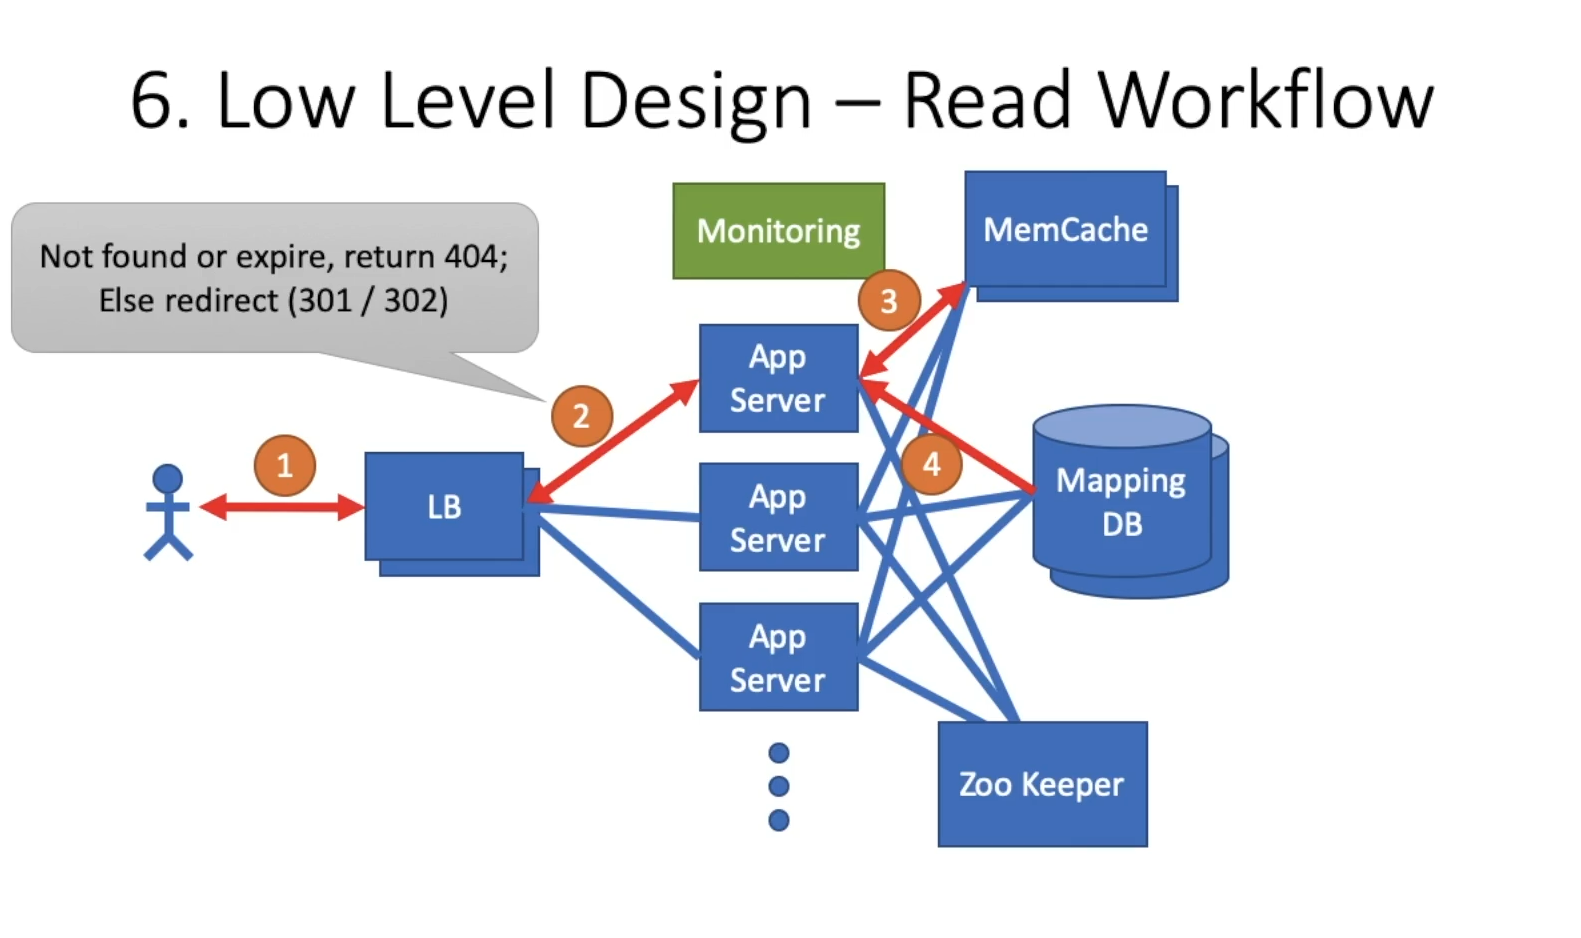 6. Low Level Design – Read Workflow
Not found or expire, return 404;
Else redirect (301 / 302)
Monitoring
MemCache
3
App
Server
2
1
LB
4
Mapping
DB
App
Server
App
Server
Zoo Keeper